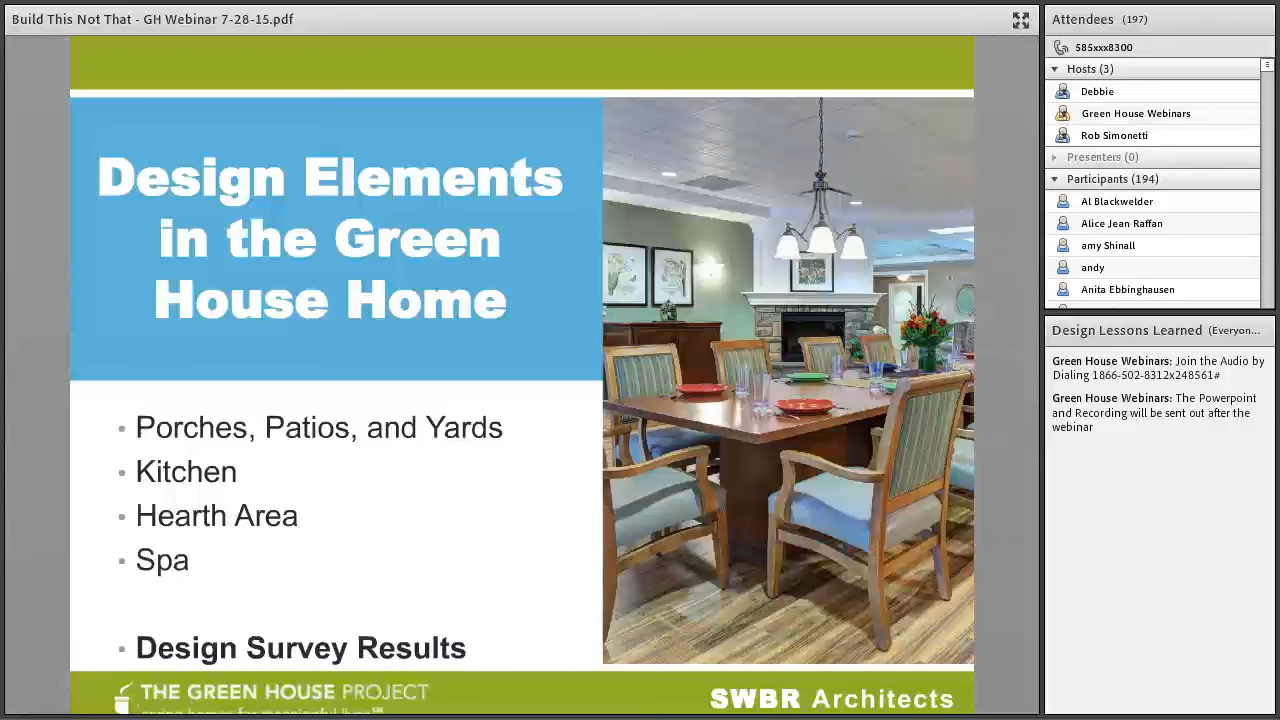 Build This Not That - GH Webinar 7-28-15.pdf
Design Elements
in the Green
House Home
Porches, Patios, and Yards
Kitchen
Hearth Area
Spa
Design Survey Results
THE GREEN HOUSE PROJECT
SWBR Architects
Attendees (197)
585xxx8300
Hosts (3)
Debbie
Green House Webinars
Rob Simonetti
Presenters (0)
Participants (194)
Al Blackwelder
Alice Jean Raffan
amy Shinall
andy
Anita Ebbinghausen
Design Lessons Learned (Everyon...
Green House Webinars: Join the Audio by
Dialing 1866-502-8312x248561#
Green House Webinars: The Powerpoint
and Recording will be sent out after the
webinar